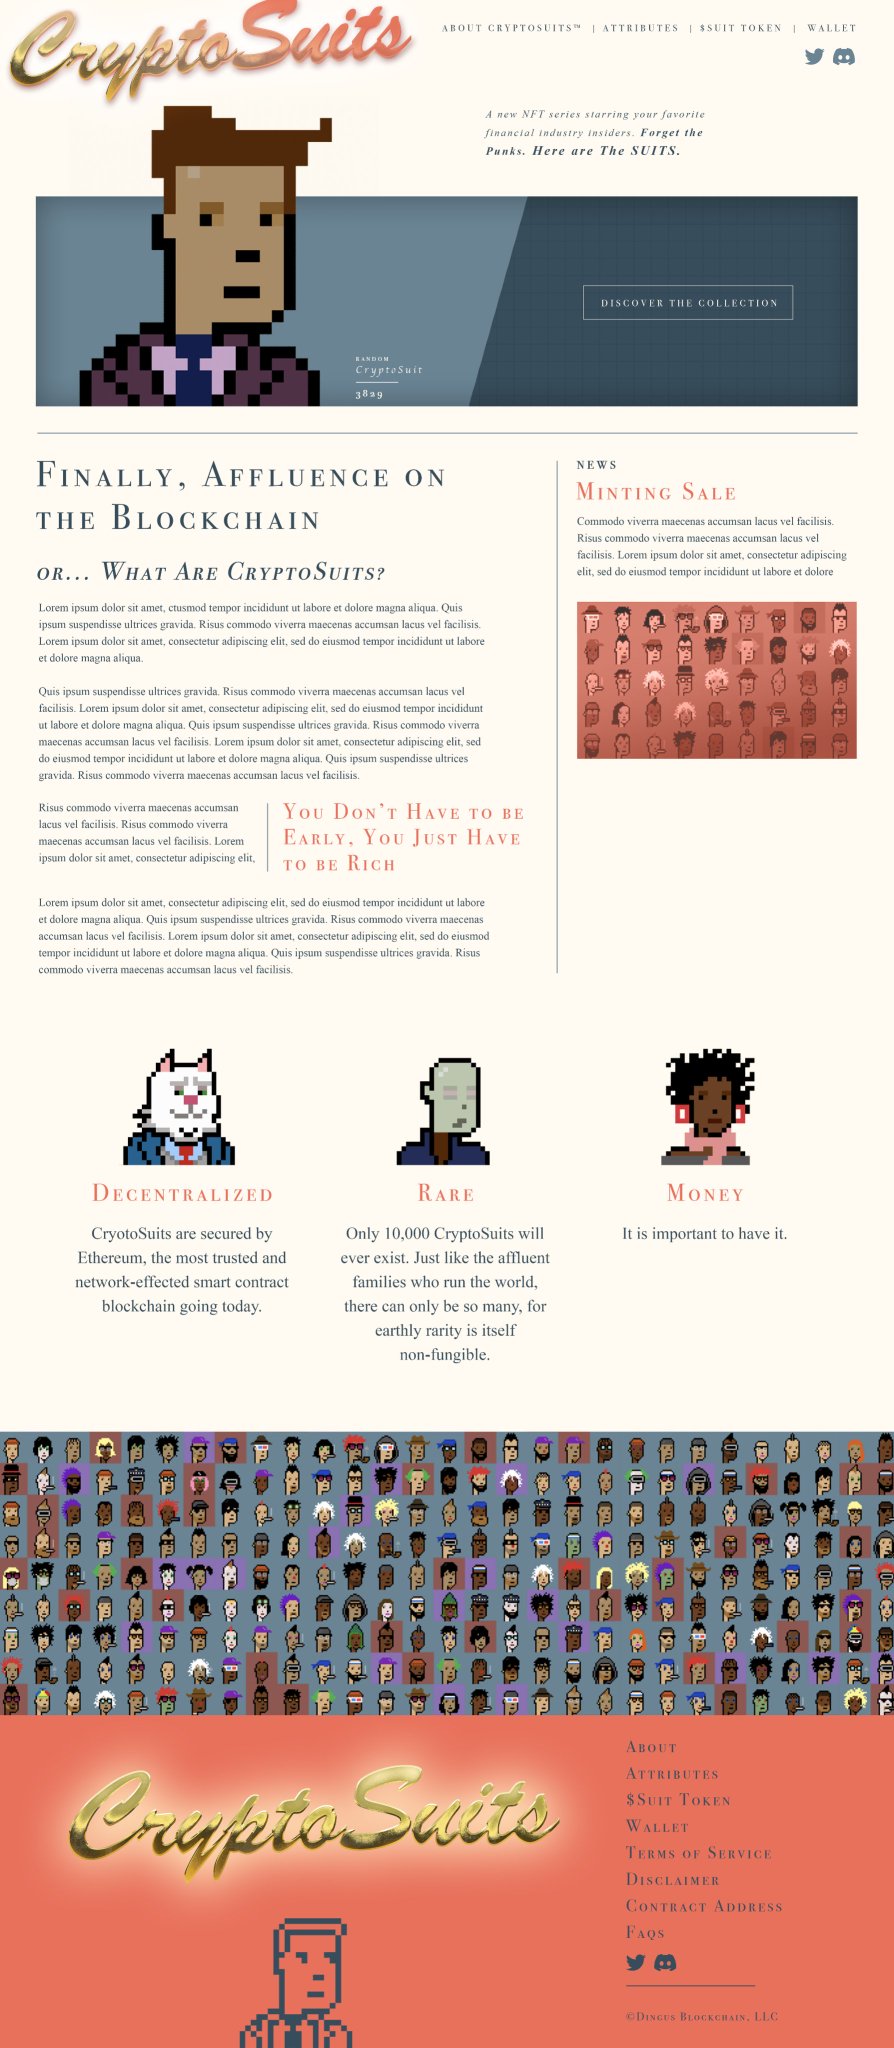 CryptoSuits
ABOUT CRYPTOSUITS™ | ATTRIBUTES | $SUIT TOKEN | WALLET
A new NFT series starring your favorite
financial industry insiders. Forget the
Punks. Here are The SUITS.
DISCOVER THE COLLECTION
RANDOM
CryptoSuit
3829
Finally, Affluence on
the Blockchain
or... What Are CryptoSuits?
Lorem ipsum dolor sit amet, ctusmod tempor incididunt ut labore et dolore magna aliqua. Quis
ipsum suspendisse ultrices gravida. Risus commodo viverra maecenas accumsan lacus vel facilisis.
Lorem ipsum dolor sit amet, consectetur adipiscing elit, sed do eiusmod tempor incididunt ut labore
et dolore magna aliqua.
Quis ipsum suspendisse ultrices gravida. Risus commodo viverra maecenas accumsan lacus vel
facilisis. Lorem ipsum dolor sit amet, consectetur adipiscing elit, sed do eiusmod tempor incididunt
ut labore et dolore magna aliqua. Quis ipsum suspendisse ultrices gravida. Risus commodo viverra
maecenas accumsan lacus vel facilisis. Lorem ipsum dolor sit amet, consectetur adipiscing elit, sed
do eiusmod tempor incididunt ut labore et dolore magna aliqua. Quis ipsum suspendisse ultrices
gravida. Risus commodo viverra maecenas accumsan lacus vel facilisis.
Risus commodo viverra maecenas accumsan
lacus vel facilisis. Risus commodo viverra
maecenas accumsan lacus vel facilisis. Lorem
ipsum dolor sit amet, consectetur adipiscing elit,
You Don't Have to be
Early, You Just Have
to be Rich
Lorem ipsum dolor sit amet, consectetur adipiscing elit, sed do eiusmod tempor incididunt ut labore
et dolore magna aliqua. Quis ipsum suspendisse ultrices gravida. Risus commodo viverra maecenas
accumsan lacus vel facilisis. Lorem ipsum dolor sit amet, consectetur adipiscing elit, sed do eiusmod
tempor incididunt ut labore et dolore magna aliqua. Quis ipsum suspendisse ultrices gravida. Risus
commodo viverra maecenas accumsan lacus vel facilisis.
NEWS
Minting Sale
Commodo viverra maecenas accumsan lacus vel facilisis.
Risus commodo viverra maecenas accumsan lacus vel
facilisis. Lorem ipsum dolor sit amet, consectetur adipiscing
elit, sed do eiusmod tempor incididunt ut labore et dolore
Decentralized
CryotoSuits are secured by
Ethereum, the most trusted and
network-effected smart contract
blockchain going today.
Rare
Only 10,000 CryptoSuits will
ever exist. Just like the affluent
families who run the world,
there can only be so many, for
earthly rarity is itself
non-fungible.
Money
It is important to have it.
CryptoSuits
About
Attributes
$Suit Token
Wallet
Terms of Service
Disclaimer
Contract Address
Faqs
©Dingus Blockchain, LLC